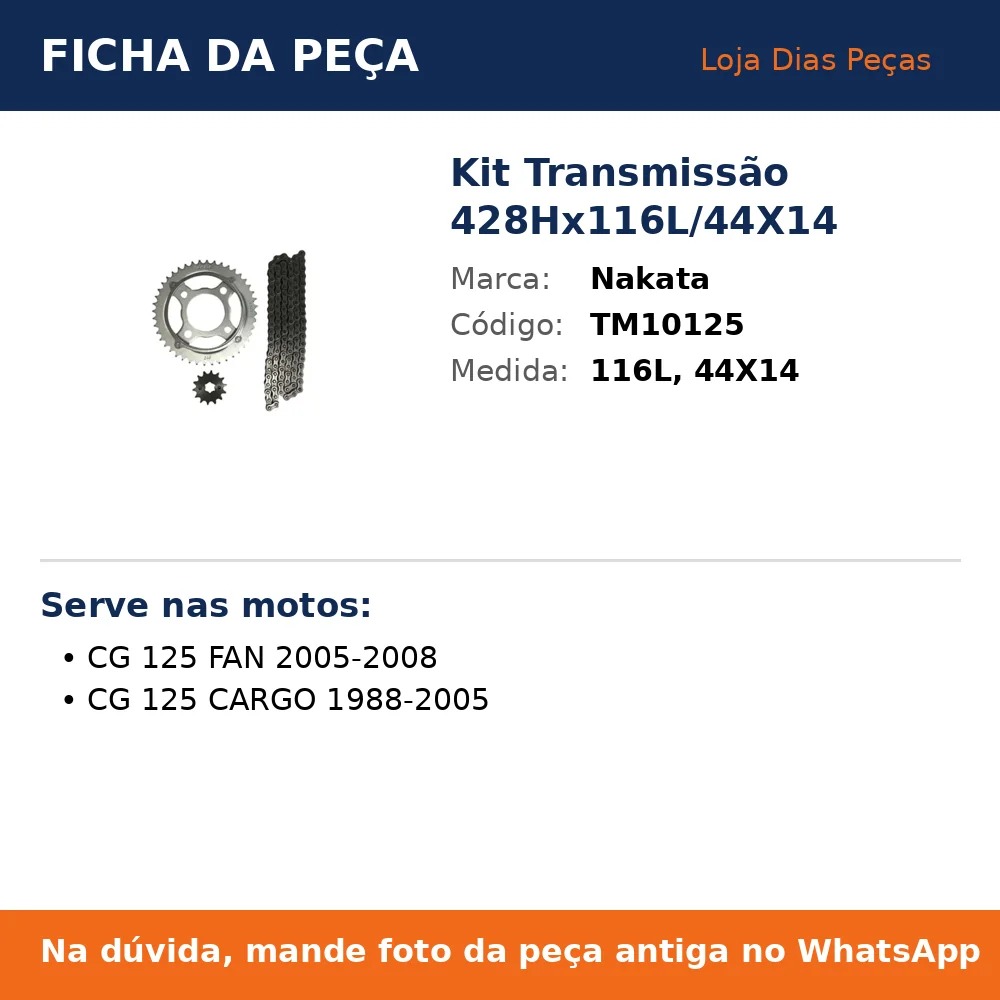 FICHA DA PEÇA
Loja Dias Peças
Kit Transmissão
428Hx116L/44X14
Marca: Nakata
Código: TM10125
Medida: 116L, 44X14
Serve nas motos:
• CG 125 FAN 2005-2008
• CG 125 CARGO 1988-2005
Na dúvida, mande foto da peça antiga no WhatsApp